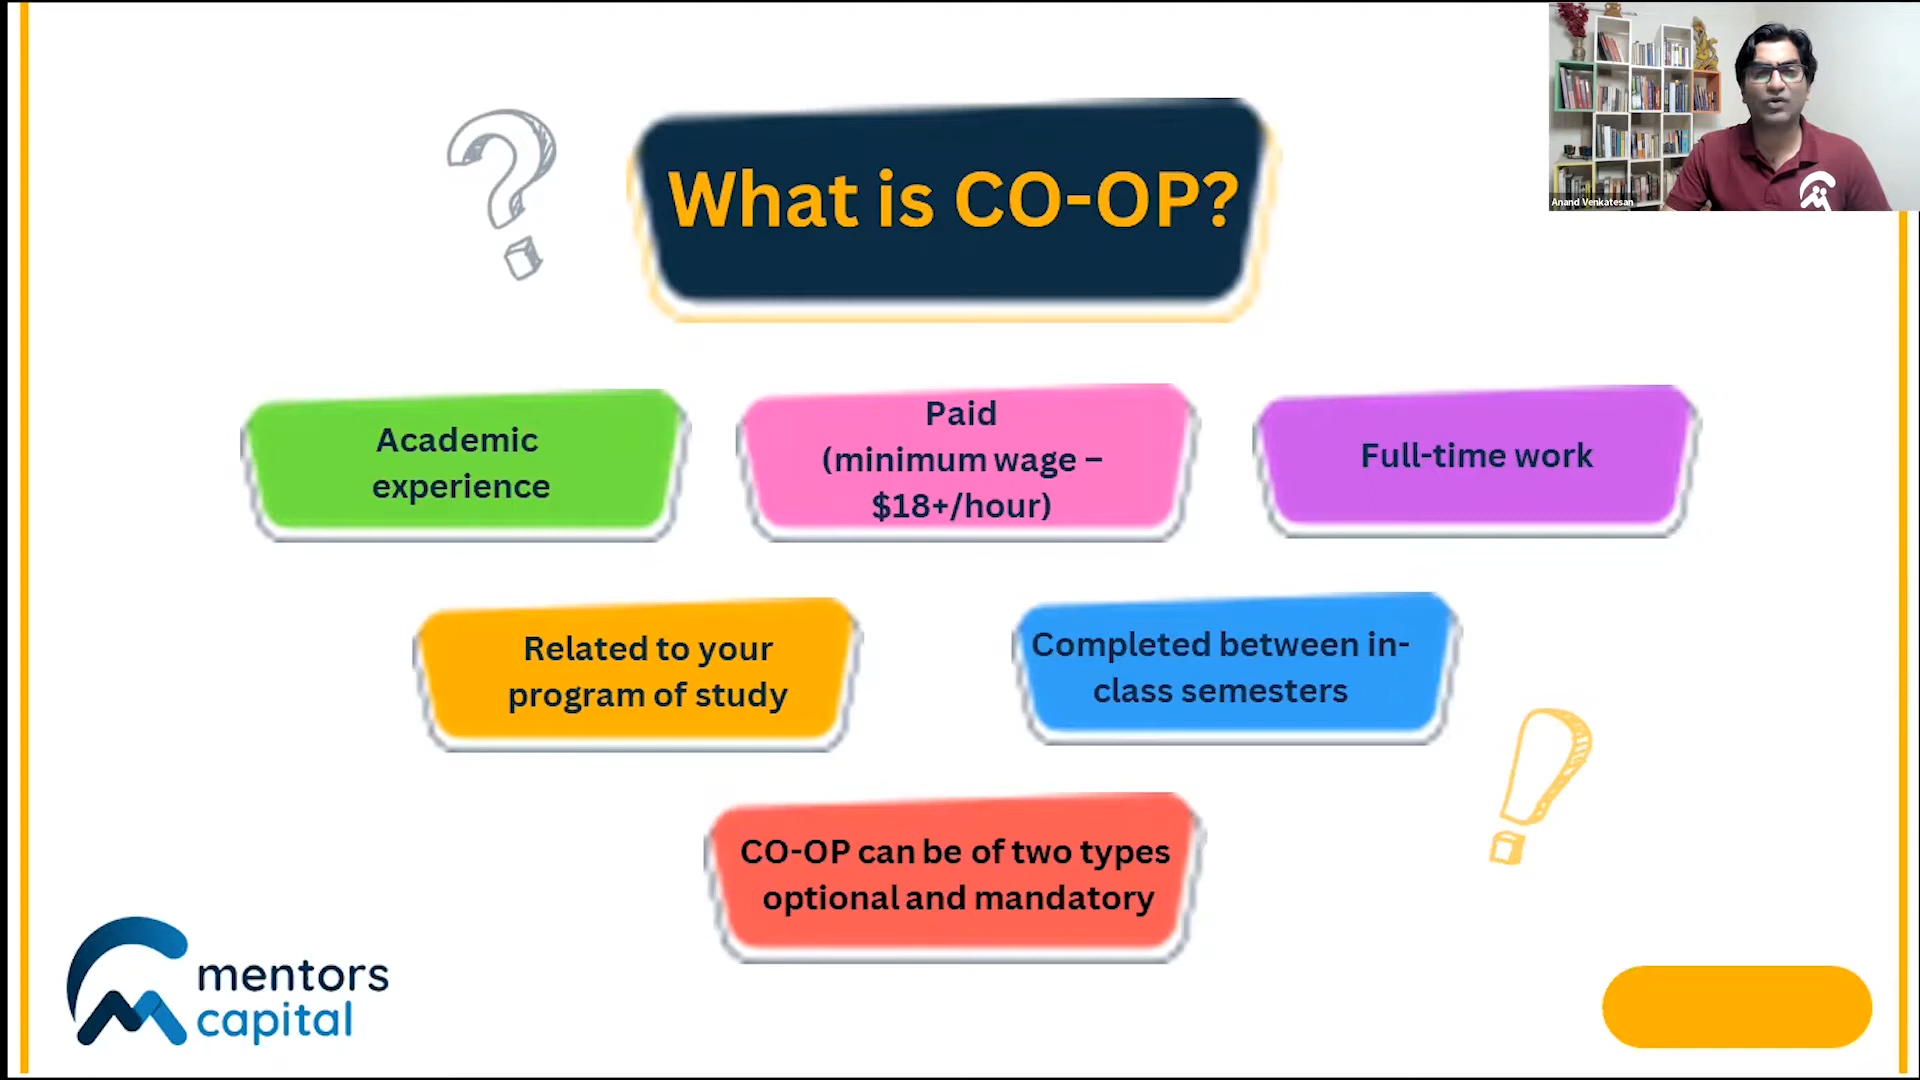 What is CO-OP?
Anand Venkatesan
Academic
experience
Paid
(minimum wage –
$18+/hour)
Full-time work
Related to your
program of study
Completed between in-
class semesters
CO-OP can be of two types
optional and mandatory
mentors
capital